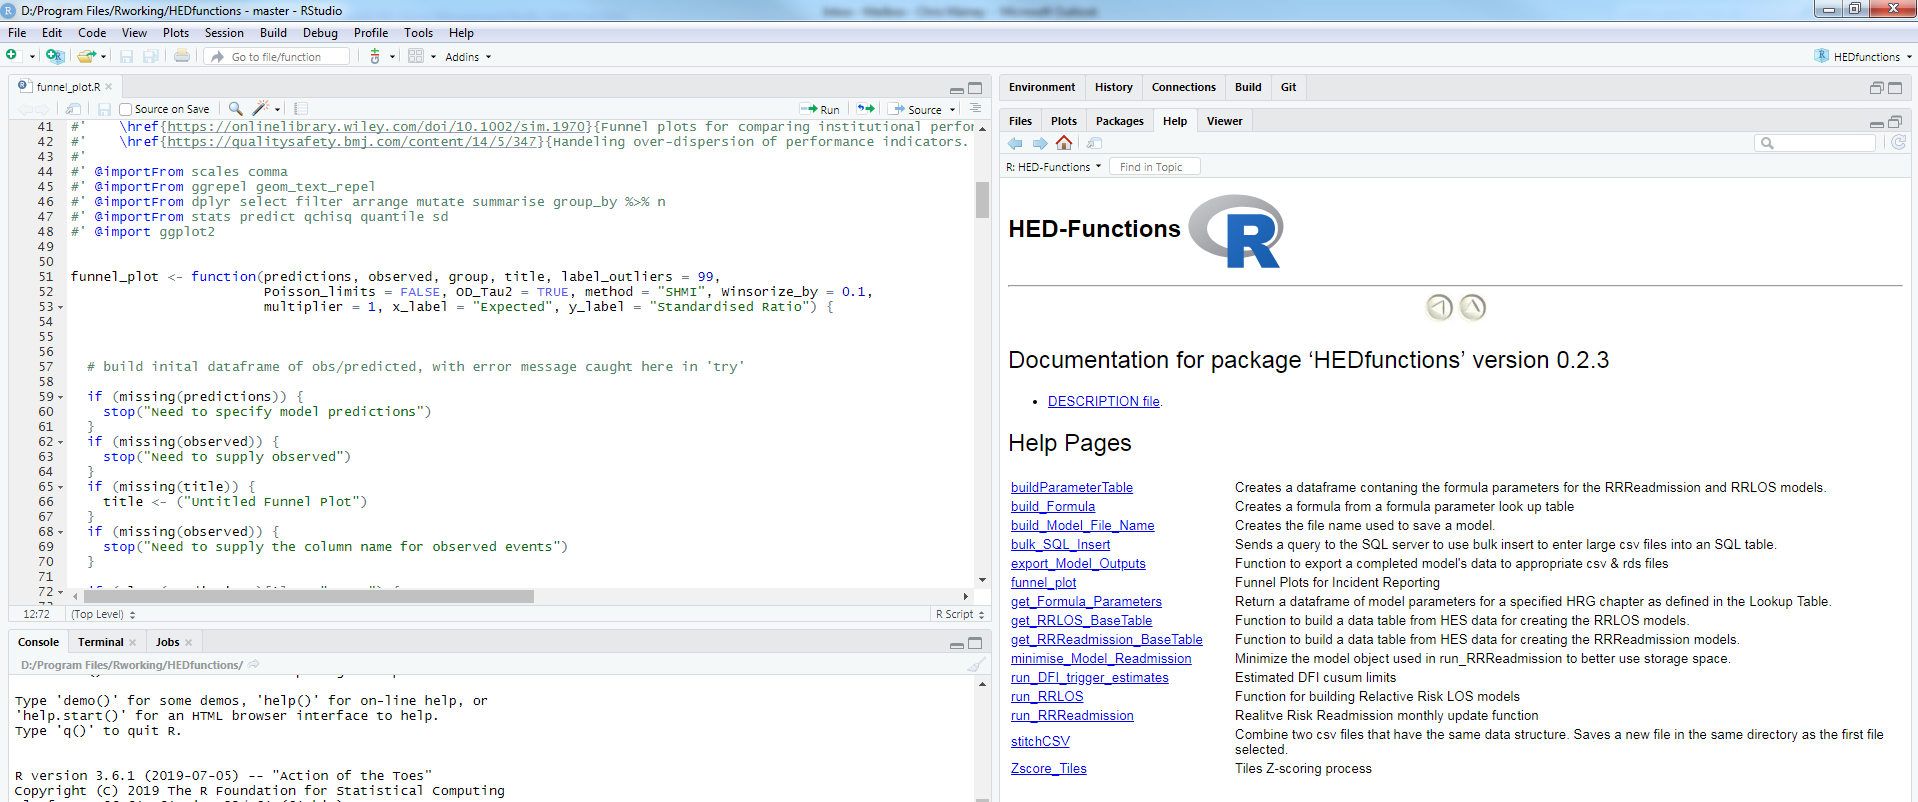 D:/Program Files/Rworking/HEDfunctions - master - RStudio
File Edit Code View Plots Session Build Debug Profile Tools Help
Go to file/function Addins HEDfunctions
funnel_plot.R
Source on Save Run Source
41 #' \href{https://onlinelibrary.wiley.com/doi/10.1002/sim.1970}{Funnel plots for comparing institutional perfor
42 #' \href{https://qualitysafety.bmj.com/content/14/5/347}{Handeling over-dispersion of performance indicators.
43 #'
44 #' @importFrom scales comma
45 #' @importFrom ggrepel geom_text_repel
46 #' @importFrom dplyr select filter arrange mutate summarise group_by %>% n
47 #' @importFrom stats predict qchisq quantile sd
48 #' @import ggplot2
49
50
51 funnel_plot <- function(predictions, observed, group, title, label_outliers = 99,
52 Poisson_limits = FALSE, OD_Tau2 = TRUE, method = "SHMI", Winsorize_by = 0.1,
53 multiplier = 1, x_label = "Expected", y_label = "Standardised Ratio") {
54
55
56
57 # build inital dataframe of obs/predicted, with error message caught here in 'try'
58
59 if (missing(predictions)) {
60 stop("Need to specify model predictions")
61 }
62 if (missing(observed)) {
63 stop("Need to supply observed")
64 }
65 if (missing(title)) {
66 title <- ("Untitled Funnel Plot")
67 }
68 if (missing(observed)) {
69 stop("Need to supply the column name for observed events")
70 }
71
72
12:72 (Top Level) R Script
Console Terminal Jobs
D:/Program Files/Rworking/HEDfunctions/
Type 'demo()' for some demos, 'help()' for on-line help, or
'help.start()' for an HTML browser interface to help.
Type 'q()' to quit R.
R version 3.6.1 (2019-07-05) -- "Action of the Toes"
Copyright (C) 2019 The R Foundation for Statistical Computing
Environment History Connections Build Git
Files Plots Packages Help Viewer
R: HED-Functions Find in Topic
HED-Functions R
Documentation for package ‘HEDfunctions’ version 0.2.3
• DESCRIPTION file.
Help Pages
buildParameterTable Creates a dataframe contaning the formula parameters for the RRReadmission and RRLOS models.
build_Formula Creates a formula from a formula parameter look up table
build_Model_File_Name Creates the file name used to save a model.
bulk_SQL_Insert Sends a query to the SQL server to use bulk insert to enter large csv files into an SQL table.
export_Model_Outputs Function to export a completed model's data to appropriate csv & rds files
funnel_plot Funnel Plots for Incident Reporting
get_Formula_Parameters Return a dataframe of model parameters for a specified HRG chapter as defined in the Lookup Table.
get_RRLOS_BaseTable Function to build a data table from HES data for creating the RRLOS models.
get_RRReadmission_BaseTable Function to build a data table from HES data for creating the RRReadmission models.
minimise_Model_Readmission Minimize the model object used in run_RRReadmission to better use storage space.
run_DFI_trigger_estimates Estimated DFI cusum limits
run_RRLOS Function for building Relactive Risk LOS models
run_RRReadmission Realitve Risk Readmission monthly update function
stitchCSV Combine two csv files that have the same data structure. Saves a new file in the same directory as the first file
selected.
Zscore_Tiles Tiles Z-scoring process